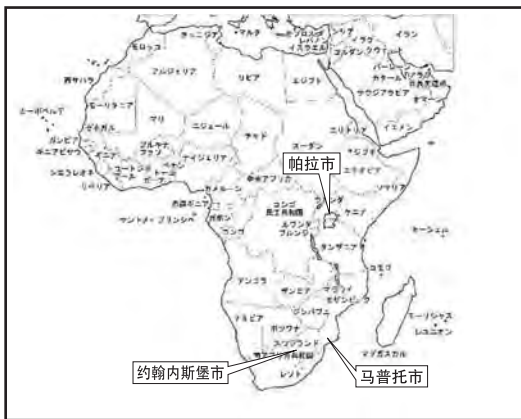 チュニジア
マルタ
キプロス
シリア
イラン
モロッコ
レバノン
イラク
イスラエル
ヨルダン
クウェート
バーレーン
カタール
西サハラ
アルジェリア
リビア
エジプト
サウジアラビア
オマーン
カーボベルデ
モーリタニア
マリ
ニジェール
チャド
エリトリア
イエメン
セネガル
スーダン
ガンビア
ギニアビサウ
ブルキナ
ファソ
ナイジェリア
ジブチ
帕拉市
エチオピア
シエラレオネ
リベリア
中央アフリカ
カメルーン
ソマリア
赤道ギニア
コンゴ
民主共和国
ケニア
サントメ・プリンシペ
ガボン
コンゴ
ルワンダ
ブルンジ
セーシェル
タンザニア
コモロ
アンゴラ
ザンビア
マラウイ
モザンビーク
ジンバブエ
ナミビア
ボツワナ
モーリシャス
レユニオン
マダガスカル
スワジランド
南アフリカ共和国
レソト
约翰内斯堡市
马普托市